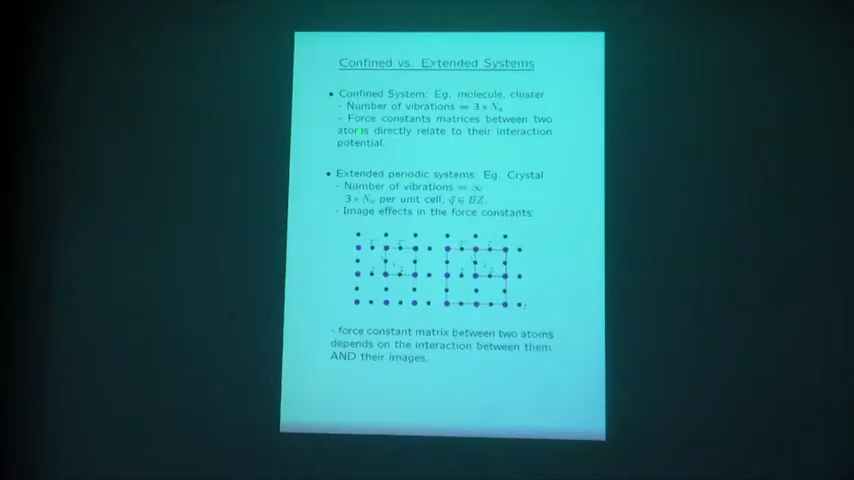 Confined vs. Extended Systems
• Confined System: Eg. molecule, cluster
- Number of vibrations = 3 * Nₐ
- Force constants matrices between two
atoms directly relate to their interaction
potential.
• Extended periodic systems: Eg. Crystal
- Number of vibrations = ∞
3 * Nₐ per unit cell, q⃗ ∈ BZ.
- Image effects in the force constants:
- force constant matrix between two atoms
depends on the interaction between them
AND their images.